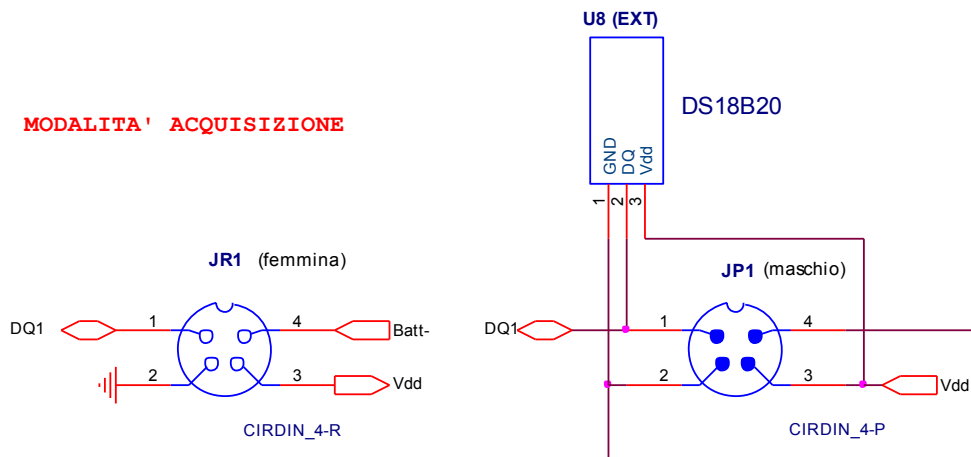 U8 (EXT)
DS18B20
MODALITA' ACQUISIZIONE
GND
DQ
Vdd
1
2
3
JR1 (femmina)
JP1 (maschio)
DQ1
1
4
Batt-
DQ1
1
4
2
3
Vdd
2
3
Vdd
CIRDIN_4-R
CIRDIN_4-P